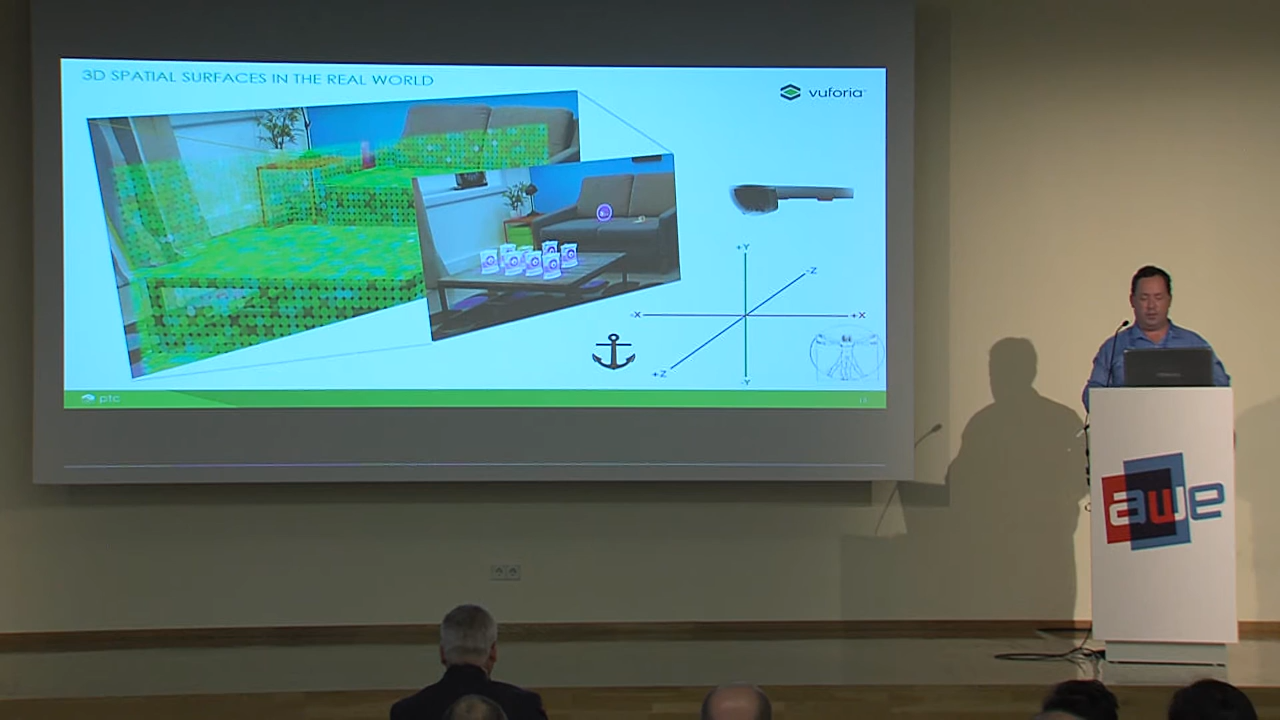 3D SPATIAL SURFACES IN THE REAL WORLD
vuforia
+Y
-Z
-X
+X
+Z
-Y
ptc
awe